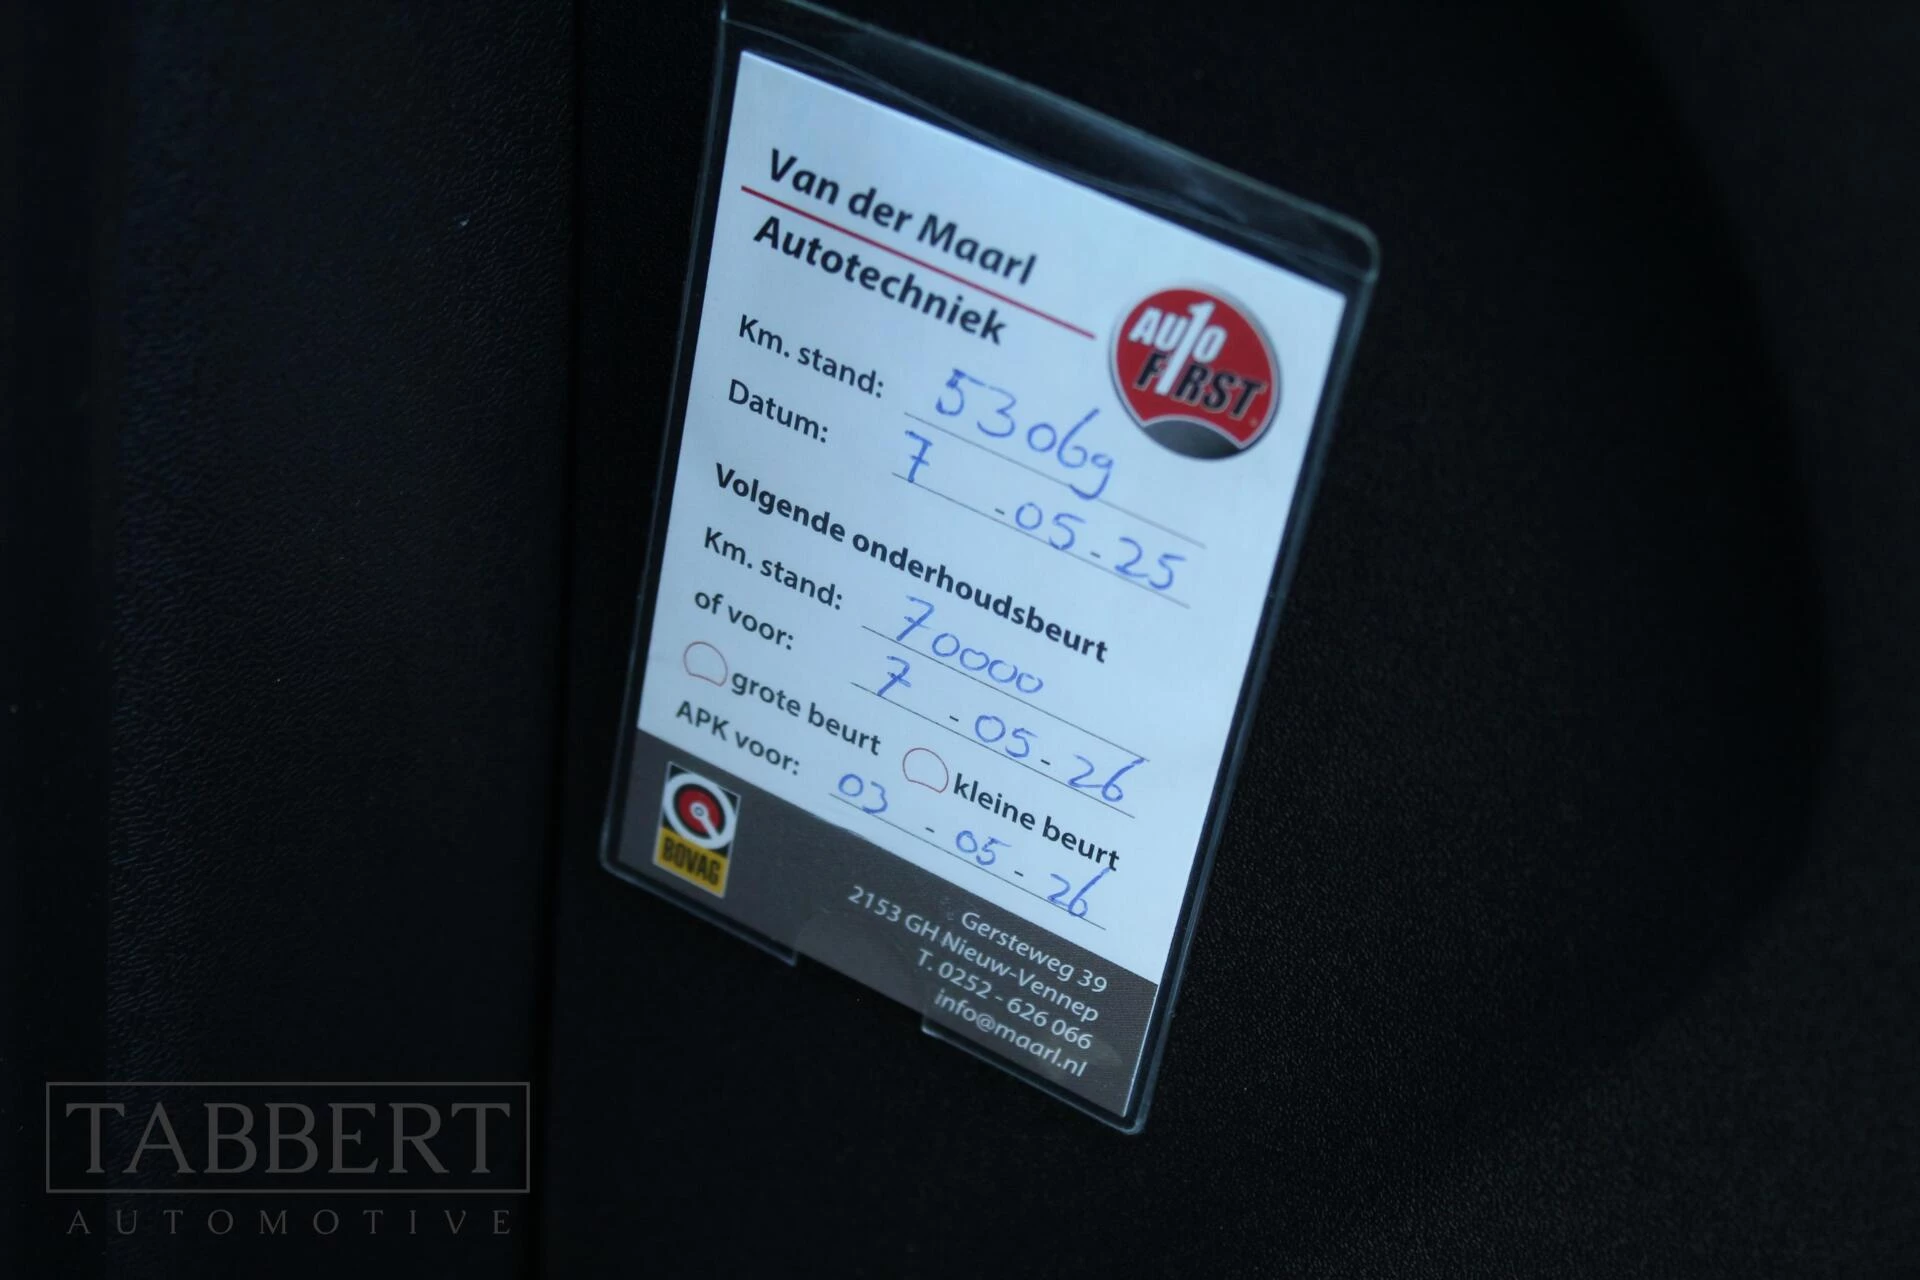 Van der Maarl
Autotechniek
AUTO
F1RST
Km. stand: 53069
Datum: 7 - 05 - 25
Volgende onderhoudsbeurt
Km. stand: 70000
of voor: 7 - 05 - 26
grote beurt kleine beurt
APK voor: 03 - 05 - 26
BOVAG
Gersteweg 39
2153 GH Nieuw-Vennep
T. 0252 - 626 066
info@maarl.nl
TABBERT
AUTOMOTIVE